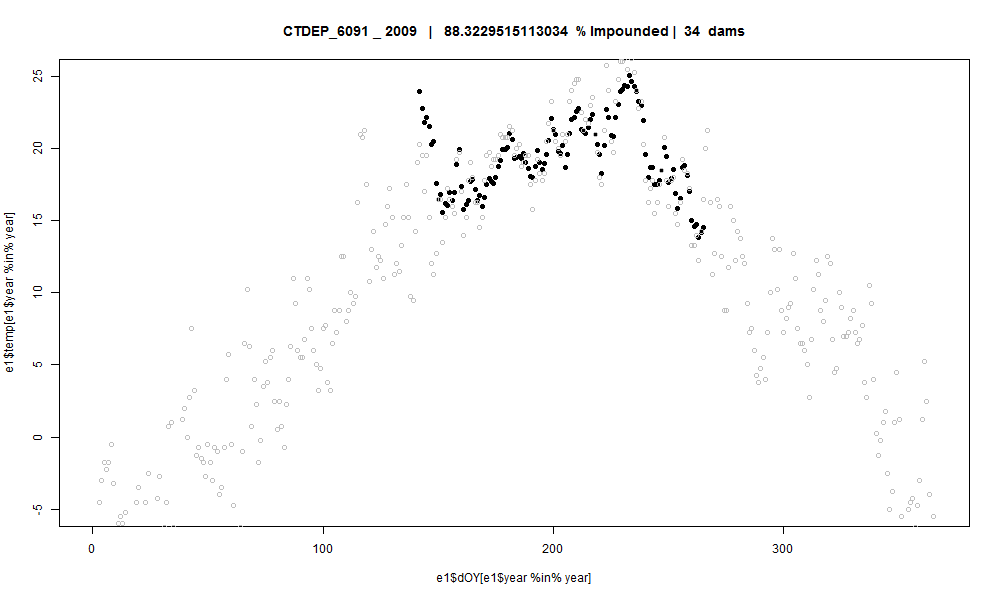 CTDEP_6091 _ 2009 | 88.3229515113034 % Impounded | 34 dams
e1$temp[e1$year %in% year]
25
20
15
10
5
0
-5
0 100 200 300
e1$dOY[e1$year %in% year]